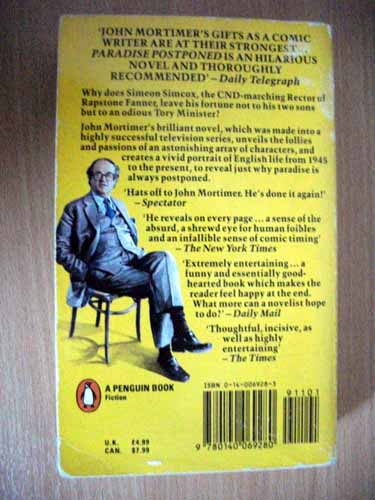 'JOHN MORTIMER'S GIFTS AS A COMIC
WRITER ARE AT THEIR STRONGEST...
PARADISE POSTPONED IS AN HILARIOUS
NOVEL AND THOROUGHLY
RECOMMENDED' – Daily Telegraph
Why does Simeon Simcox, the CND-marching Rector of
Rapstone Fanner, leave his fortune not to his two sons
but to an odious Tory Minister?
John Mortimer's brilliant novel, which was made into a
highly successful television series, unveils the follies
and passions of an astonishing array of characters, and
creates a vivid portrait of English life from 1945
to the present, to reveal just why paradise is
always postponed.
'Hats off to John Mortimer. He's done it again!'
– Spectator
'He reveals on every page ... a sense of the
absurd, a shrewd eye for human foibles
and an infallible sense of comic timing'
– The New York Times
'Extremely entertaining ... a
funny and essentially good-
hearted book which makes the
reader feel happy at the end.
What more can a novelist hope
to do?' – Daily Mail
'Thoughtful, incisive, as
well as highly
entertaining'
– The Times
A PENGUIN BOOK
Fiction
U.K. £4.99
CAN. $7.99
ISBN 0-14-006928-3
91101
9 780140 069280